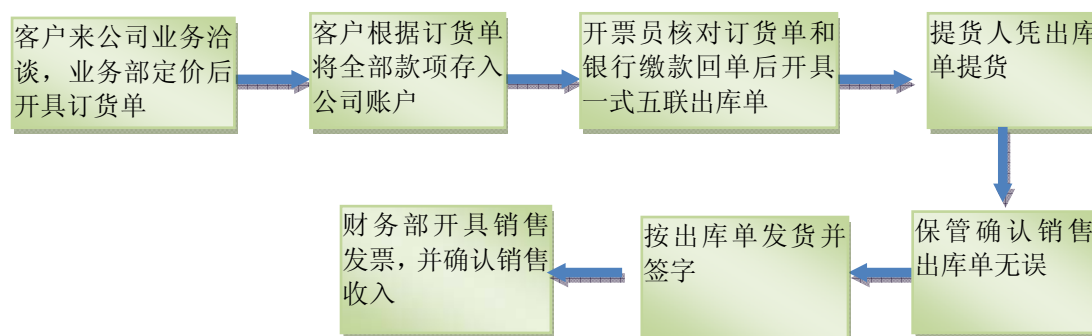 客户来公司业务洽
谈，业务部定价后
开具订货单
客户根据订货单
将全部款项存入
公司账户
开票员核对订货单和
银行缴款回单后开具
一式五联出库单
提货人凭出库
单提货
保管确认销售
出库单无误
按出库单发货并
签字
财务部开具销售
发票，并确认销售
收入